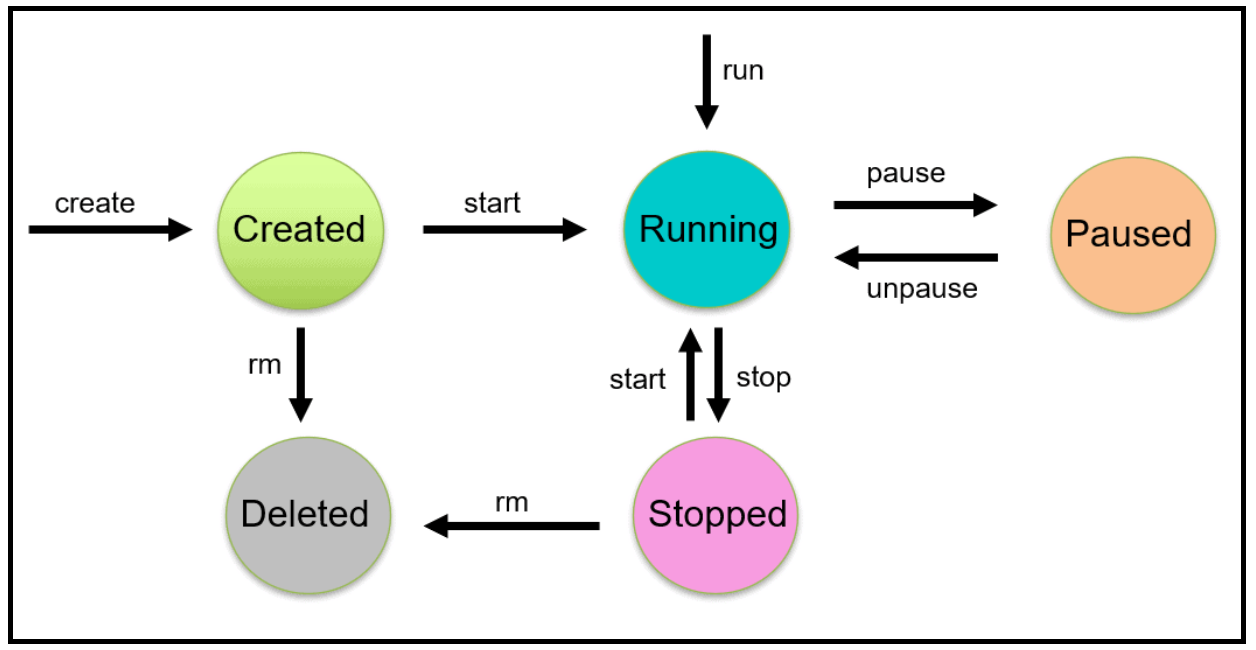 run
create
Created
start
Running
pause
unpause
Paused
rm
start
stop
Deleted
rm
Stopped